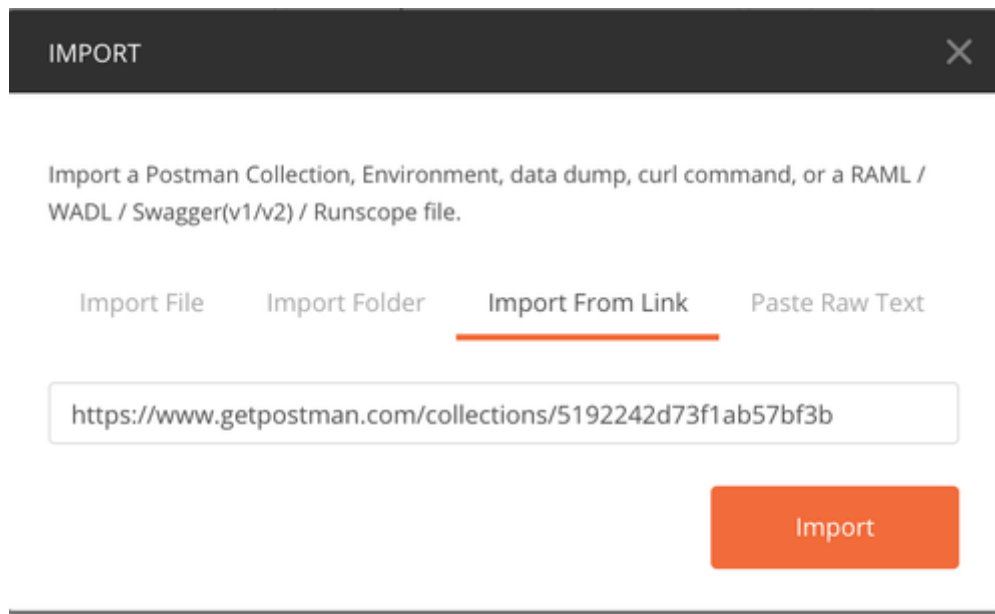 IMPORT
Import a Postman Collection, Environment, data dump, curl command, or a RAML /
WADL / Swagger(v1/v2) / Runscope file.
Import File Import Folder Import From Link Paste Raw Text
https://www.getpostman.com/collections/5192242d73f1ab57bf3b
Import